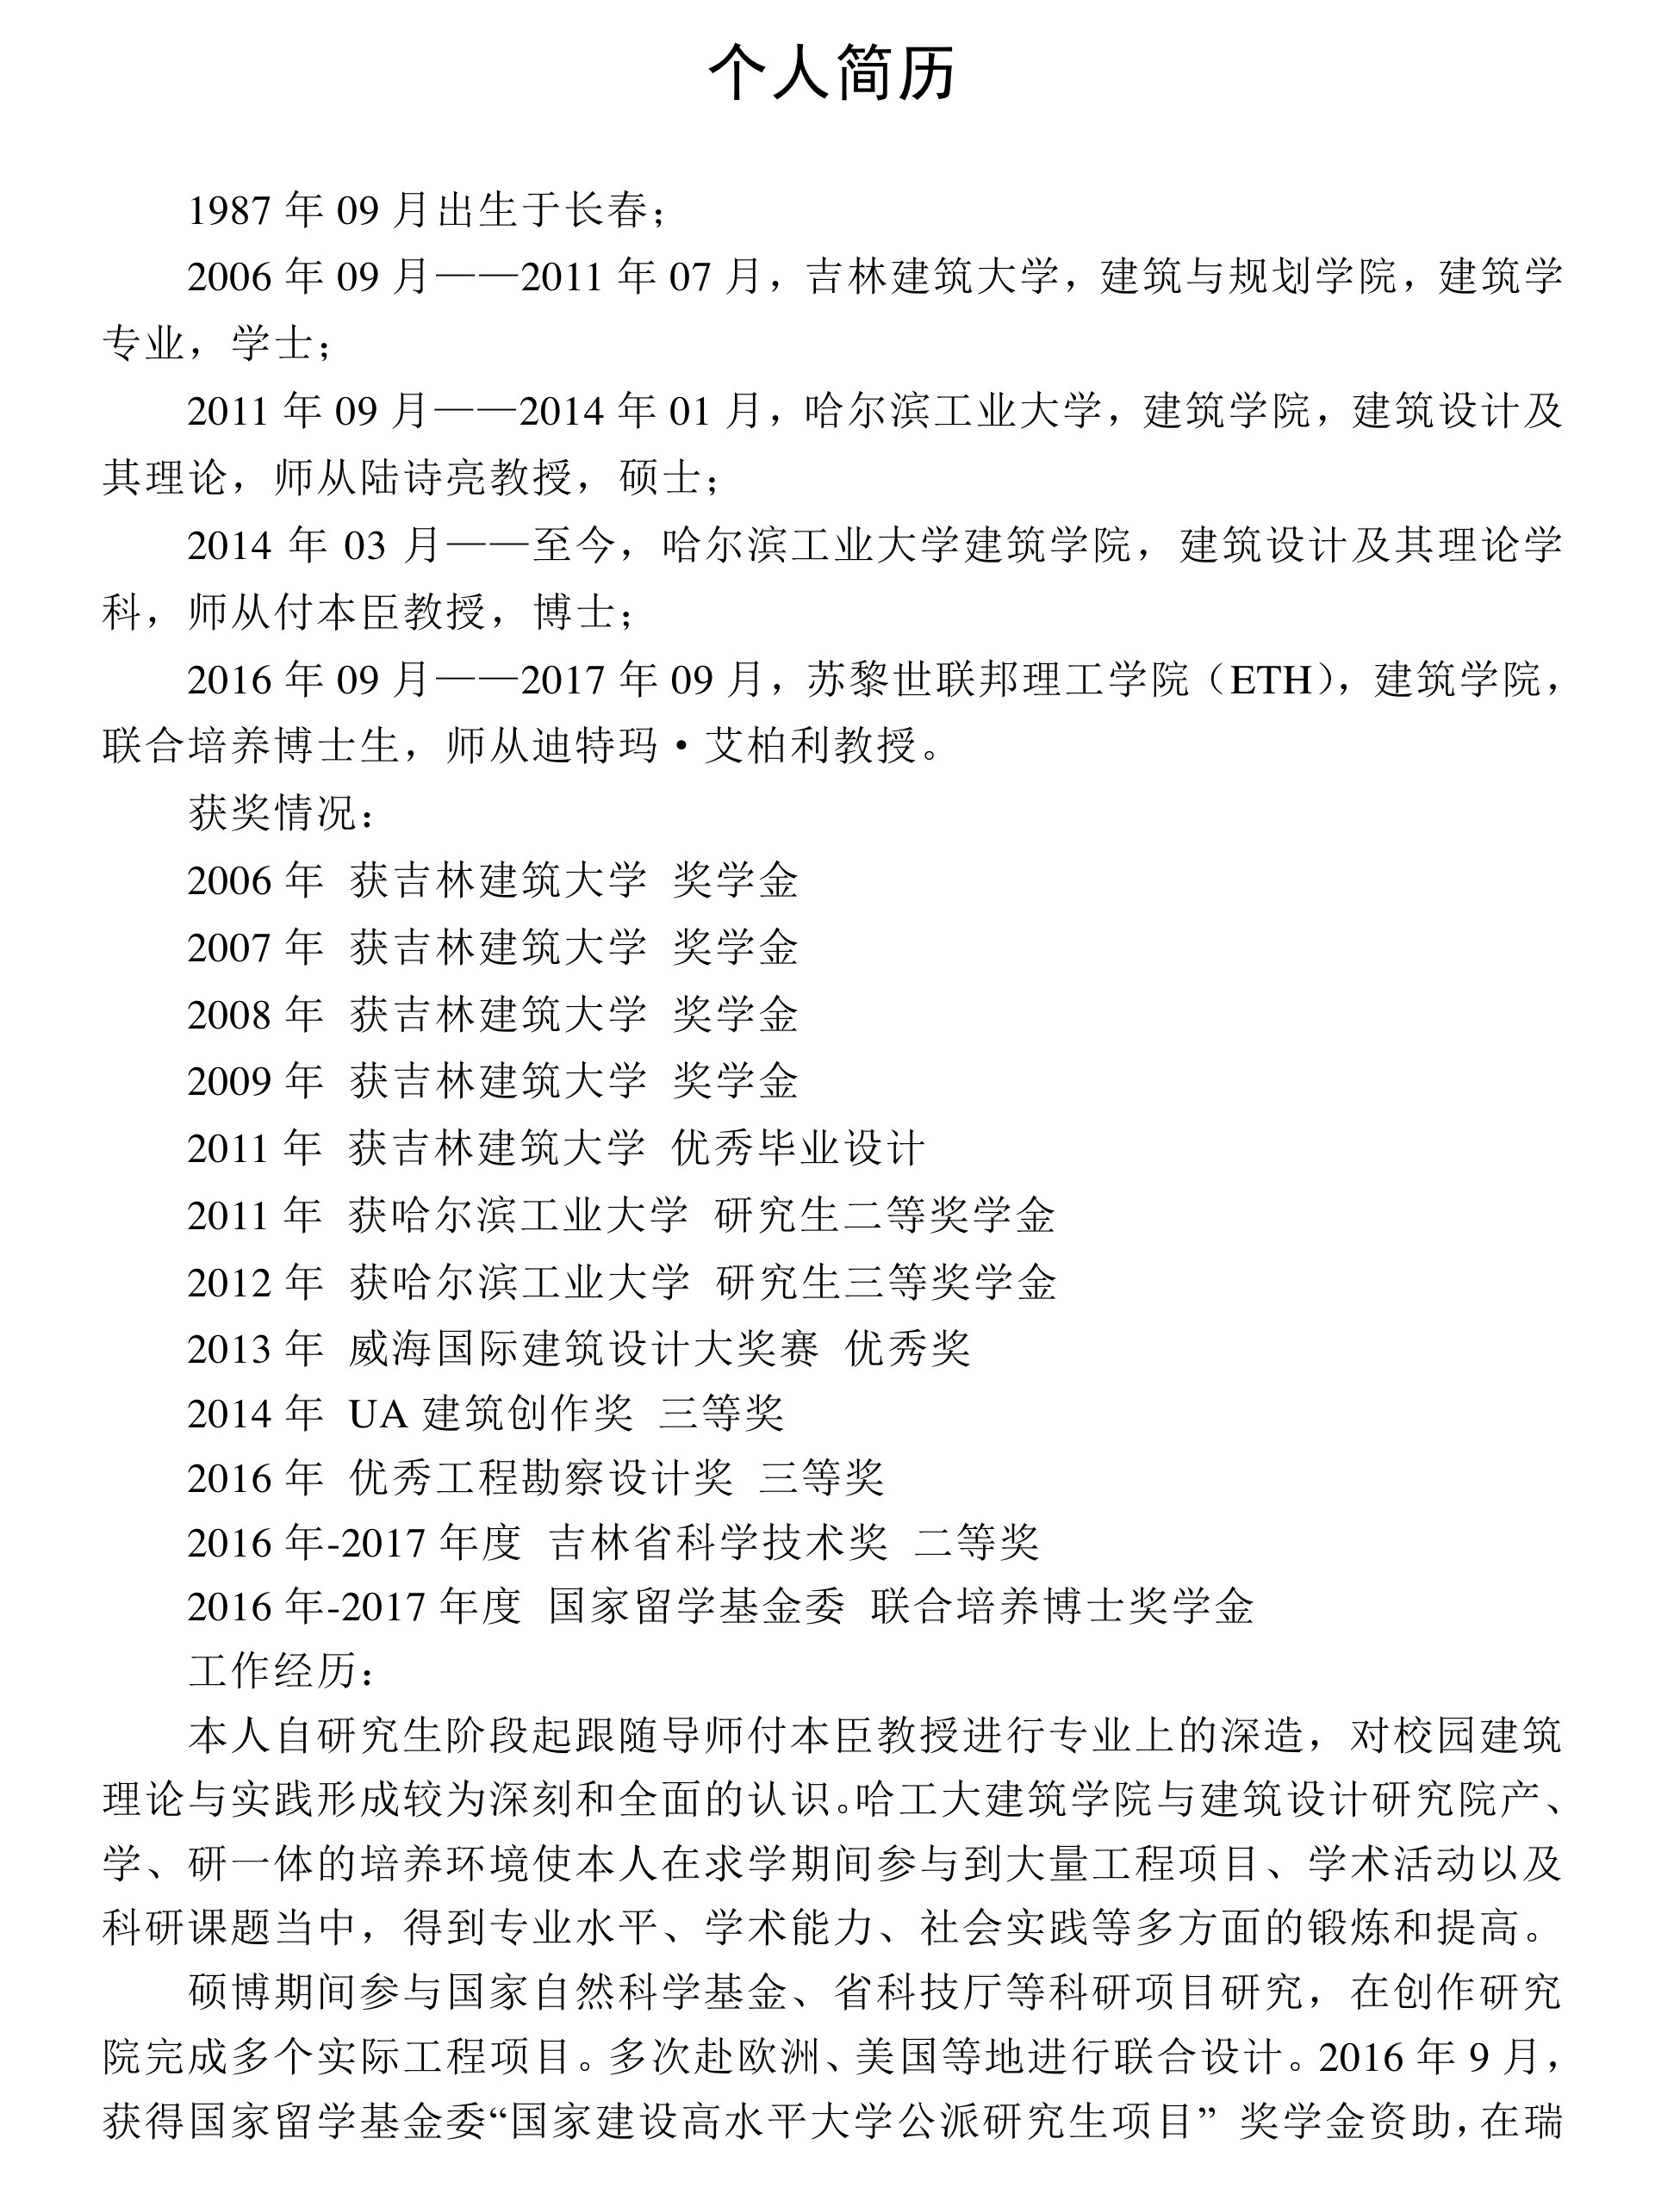 个人简历
1987 年 09 月出生于长春；
2006 年 09 月——2011 年 07 月，吉林建筑大学，建筑与规划学院，建筑学
专业，学士；
2011 年 09 月——2014 年 01 月，哈尔滨工业大学，建筑学院，建筑设计及
其理论，师从陆诗亮教授，硕士；
2014 年 03 月——至今，哈尔滨工业大学建筑学院，建筑设计及其理论学
科，师从付本臣教授，博士；
2016 年 09 月——2017 年 09 月，苏黎世联邦理工学院（ETH），建筑学院，
联合培养博士生，师从迪特玛·艾柏利教授。
获奖情况：
2006 年 获吉林建筑大学 奖学金
2007 年 获吉林建筑大学 奖学金
2008 年 获吉林建筑大学 奖学金
2009 年 获吉林建筑大学 奖学金
2011 年 获吉林建筑大学 优秀毕业设计
2011 年 获哈尔滨工业大学 研究生二等奖学金
2012 年 获哈尔滨工业大学 研究生三等奖学金
2013 年 威海国际建筑设计大奖赛 优秀奖
2014 年 UA 建筑创作奖 三等奖
2016 年 优秀工程勘察设计奖 三等奖
2016 年-2017 年度 吉林省科学技术奖 二等奖
2016 年-2017 年度 国家留学基金委 联合培养博士奖学金
工作经历：
本人自研究生阶段起跟随导师付本臣教授进行专业上的深造，对校园建筑
理论与实践形成较为深刻和全面的认识。哈工大建筑学院与建筑设计研究院产、
学、研一体的培养环境使本人在求学期间参与到大量工程项目、学术活动以及
科研课题当中，得到专业水平、学术能力、社会实践等多方面的锻炼和提高。
硕博期间参与国家自然科学基金、省科技厅等科研项目研究，在创作研究
院完成多个实际工程项目。多次赴欧洲、美国等地进行联合设计。2016 年 9 月，
获得国家留学基金委“国家建设高水平大学公派研究生项目” 奖学金资助，在瑞